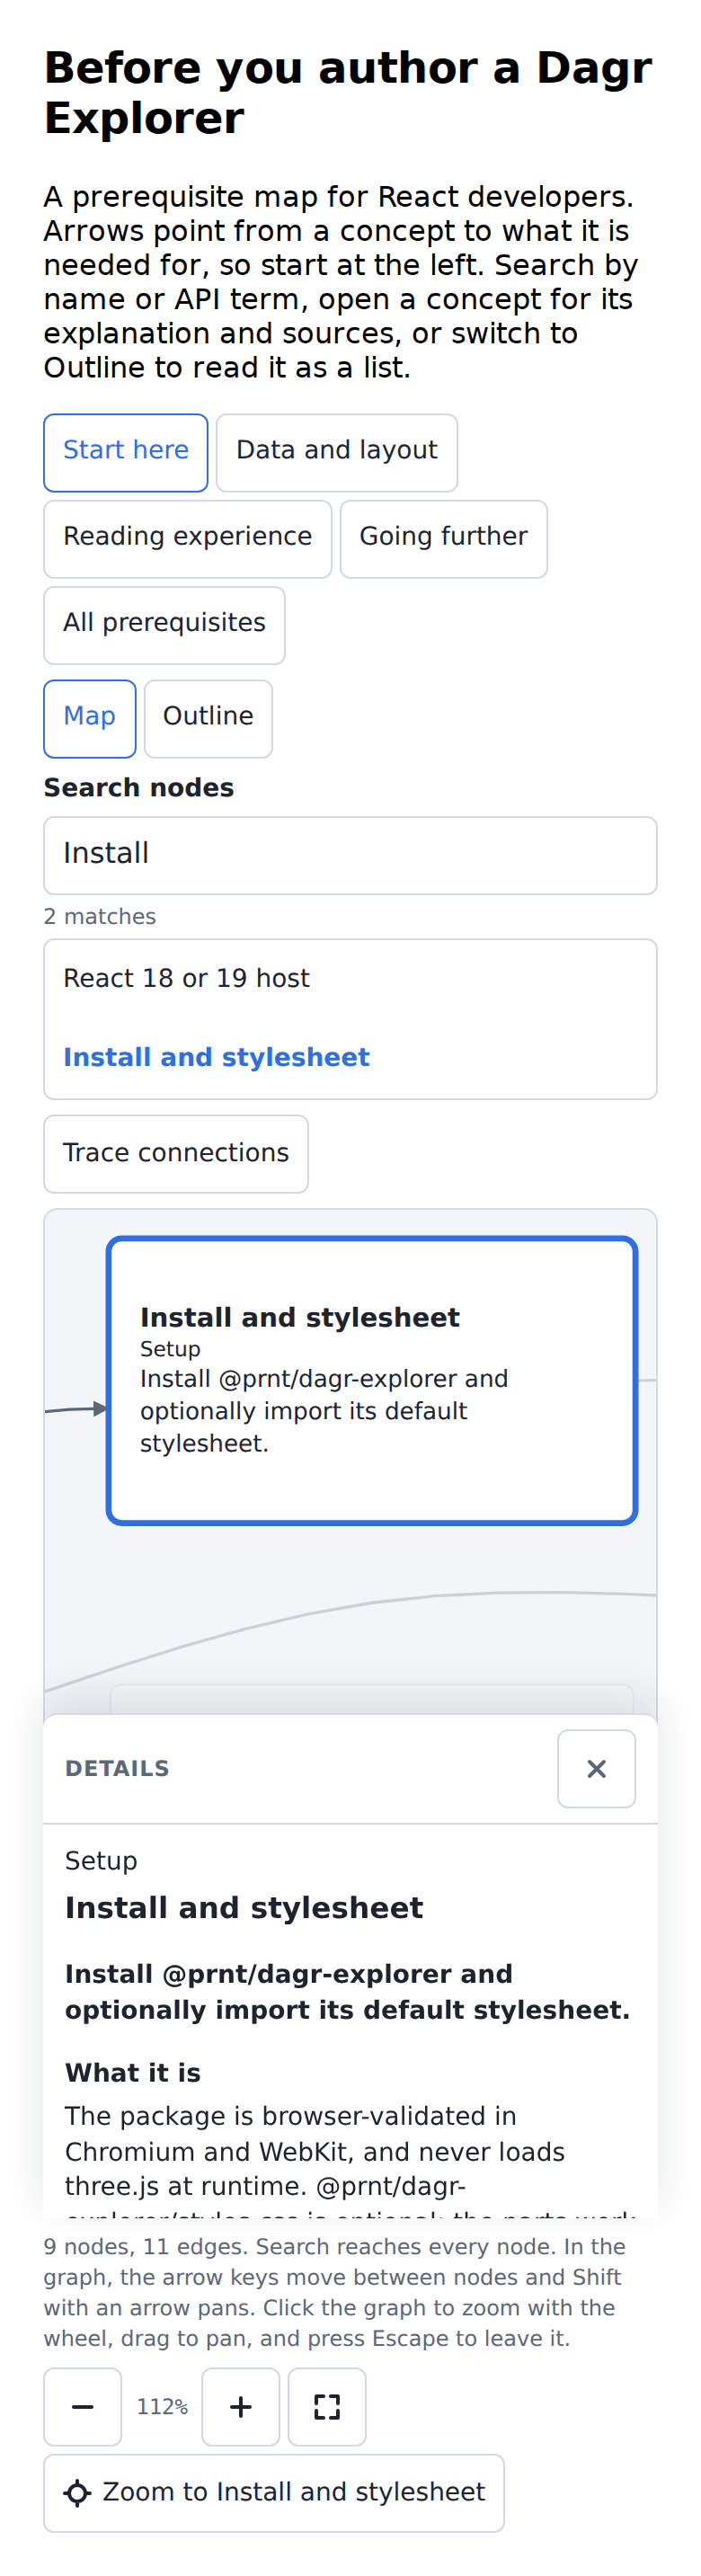 Before you author a Dagr
Explorer
A prerequisite map for React developers.
Arrows point from a concept to what it is
needed for, so start at the left. Search by
name or API term, open a concept for its
explanation and sources, or switch to
Outline to read it as a list.
Start here
Data and layout
Reading experience
Going further
All prerequisites
Map
Outline
Search nodes
Install
2 matches
React 18 or 19 host
Install and stylesheet
Trace connections
Install and stylesheet
Setup
Install @prnt/dagr-explorer and
optionally import its default
stylesheet.
DETAILS
Setup
Install and stylesheet
Install @prnt/dagr-explorer and
optionally import its default stylesheet.
What it is
The package is browser-validated in
Chromium and WebKit, and never loads
three.js at runtime. @prnt/dagr-
explorer/styles.css is optional; the parts work
9 nodes, 11 edges. Search reaches every node. In the
graph, the arrow keys move between nodes and Shift
with an arrow pans. Click the graph to zoom with the
wheel, drag to pan, and press Escape to leave it.
112%
Zoom to Install and stylesheet